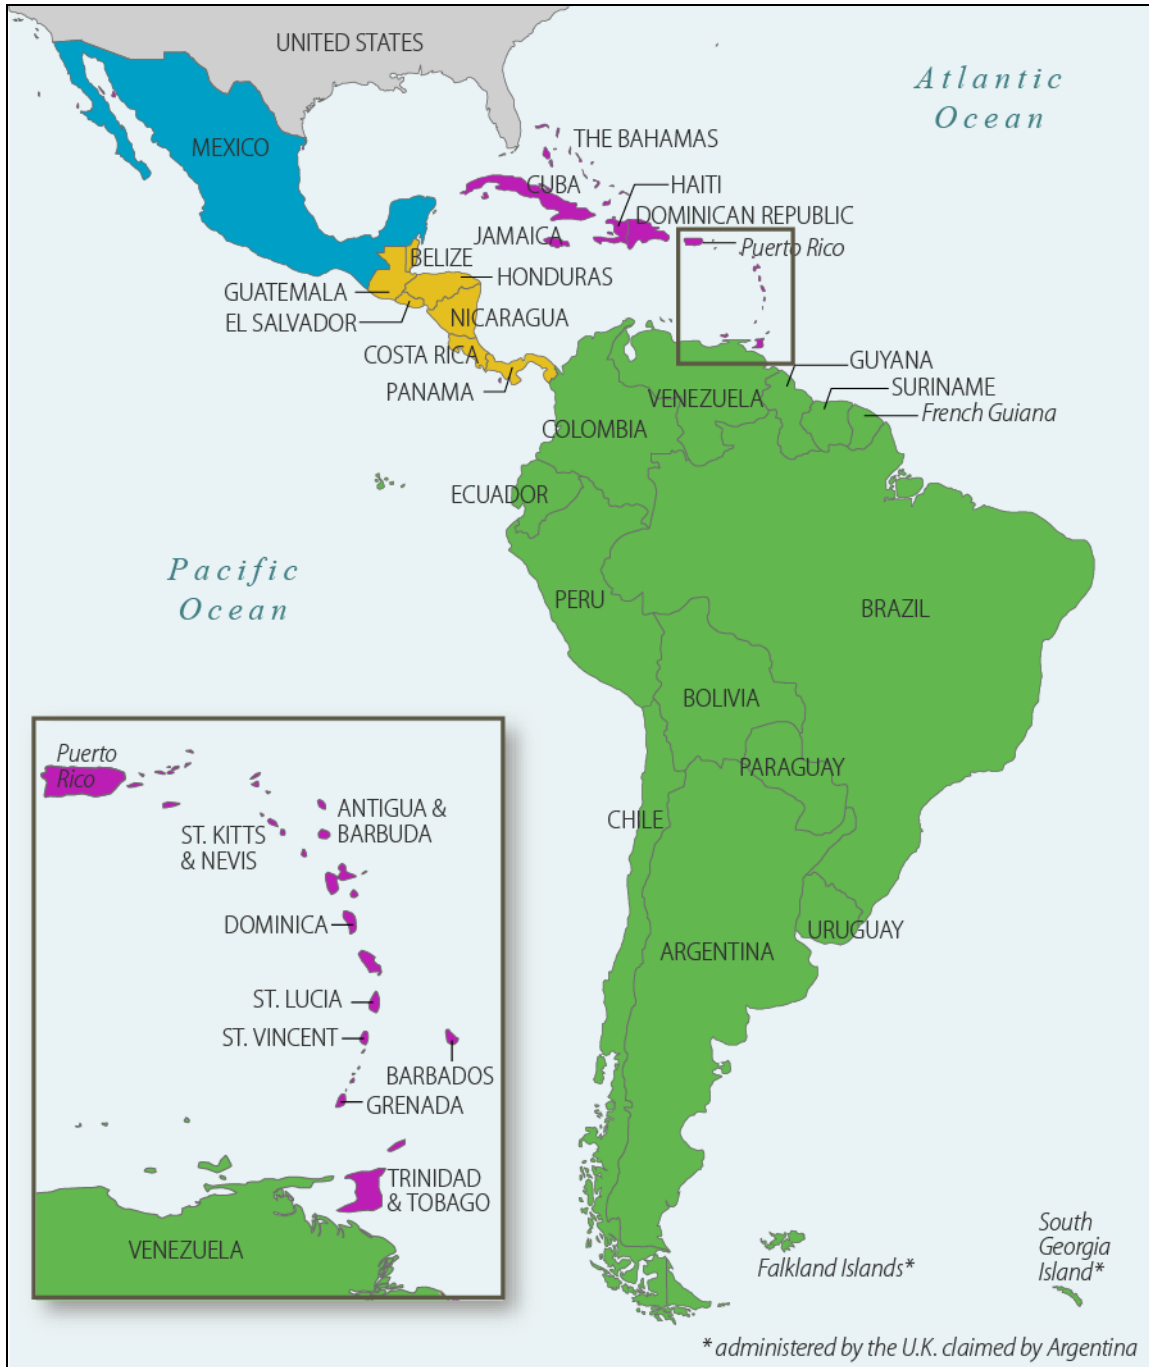 UNITED STATES
Atlantic
Ocean
MEXICO
THE BAHAMAS
CUBA
HAITI
DOMINICAN REPUBLIC
JAMAICA
Puerto Rico
BELIZE
HONDURAS
GUATEMALA
EL SALVADOR
NICARAGUA
COSTA RICA
PANAMA
GUYANA
SURINAME
VENEZUELA
French Guiana
COLOMBIA
ECUADOR
Pacific
Ocean
PERU
BRAZIL
BOLIVIA
PARAGUAY
CHILE
URUGUAY
ARGENTINA
Puerto
Rico
ANTIGUA &
BARBUDA
ST. KITTS
& NEVIS
DOMINICA
ST. LUCIA
ST. VINCENT
BARBADOS
GRENADA
TRINIDAD
& TOBAGO
VENEZUELA
Falkland Islands*
South
Georgia
Island*
* administered by the U.K. claimed by Argentina